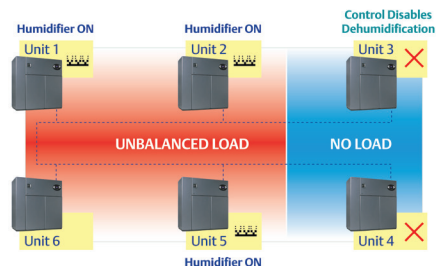 Control Disables
Humidifier ON Humidifier ON Dehumidification
Unit 1 Unit 2 Unit 3
UNBALANCED LOAD NO LOAD
Unit 6 Unit 5 Unit 4
Humidifier ON